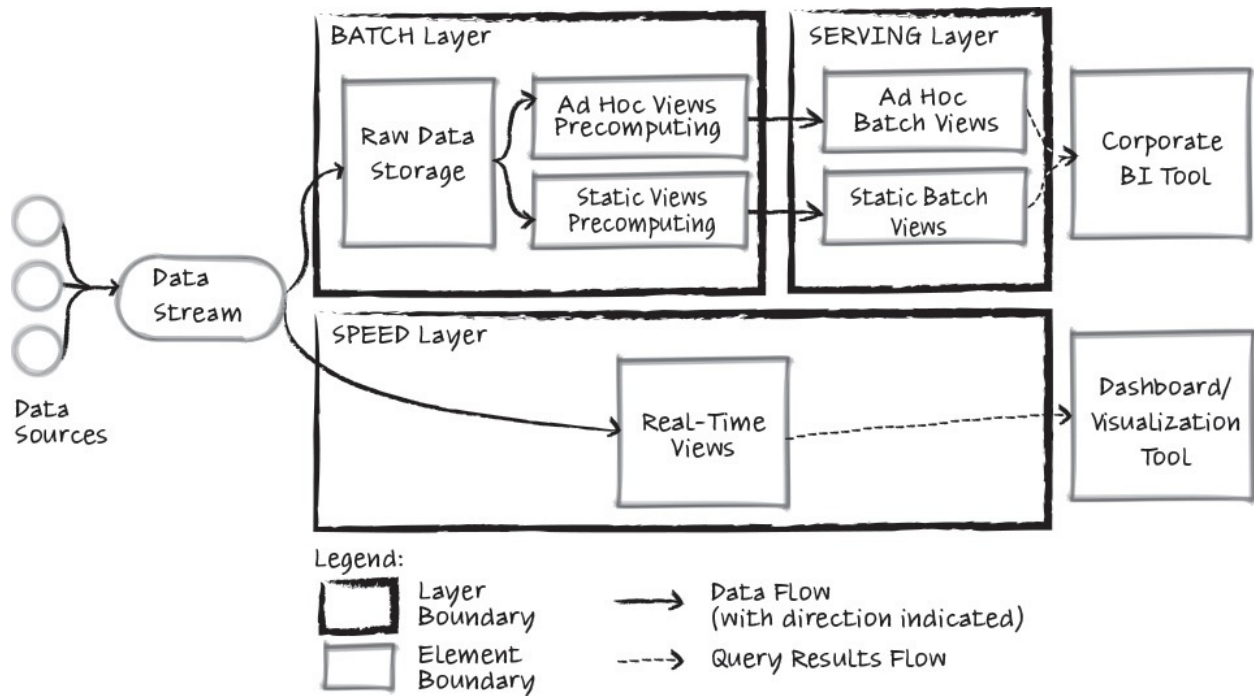 BATCH Layer
SERVING Layer
Raw Data
Storage
Ad Hoc Views
Precomputing
Static Views
Precomputing
Ad Hoc
Batch Views
Static Batch
Views
Corporate
BI Tool
Data
Stream
Data
Sources
SPEED Layer
Real-Time
Views
Dashboard/
Visualization
Tool
Legend:
Layer
Boundary
Element
Boundary
Data Flow
(with direction indicated)
Query Results Flow